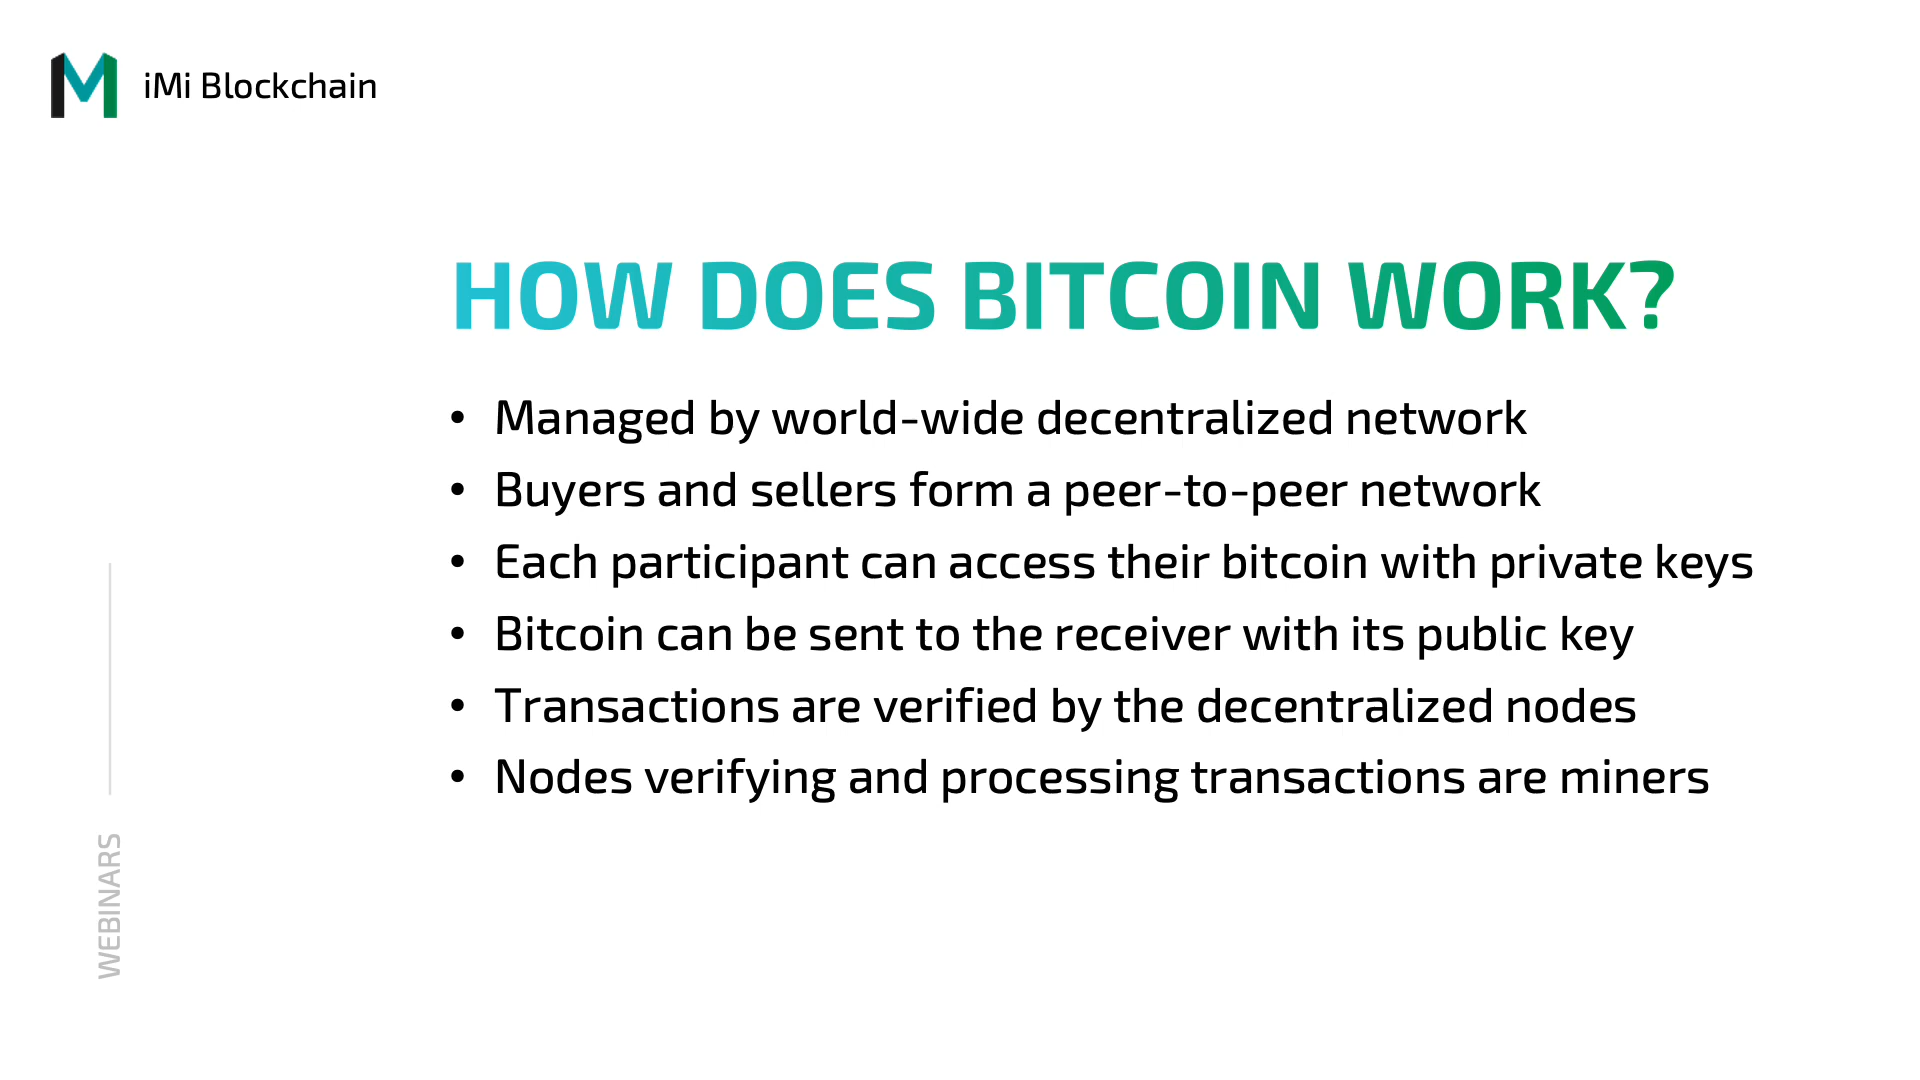 iMi Blockchain
HOW DOES BITCOIN WORK?
• Managed by world-wide decentralized network
• Buyers and sellers form a peer-to-peer network
• Each participant can access their bitcoin with private keys
• Bitcoin can be sent to the receiver with its public key
• Transactions are verified by the decentralized nodes
• Nodes verifying and processing transactions are miners
WEBINARS